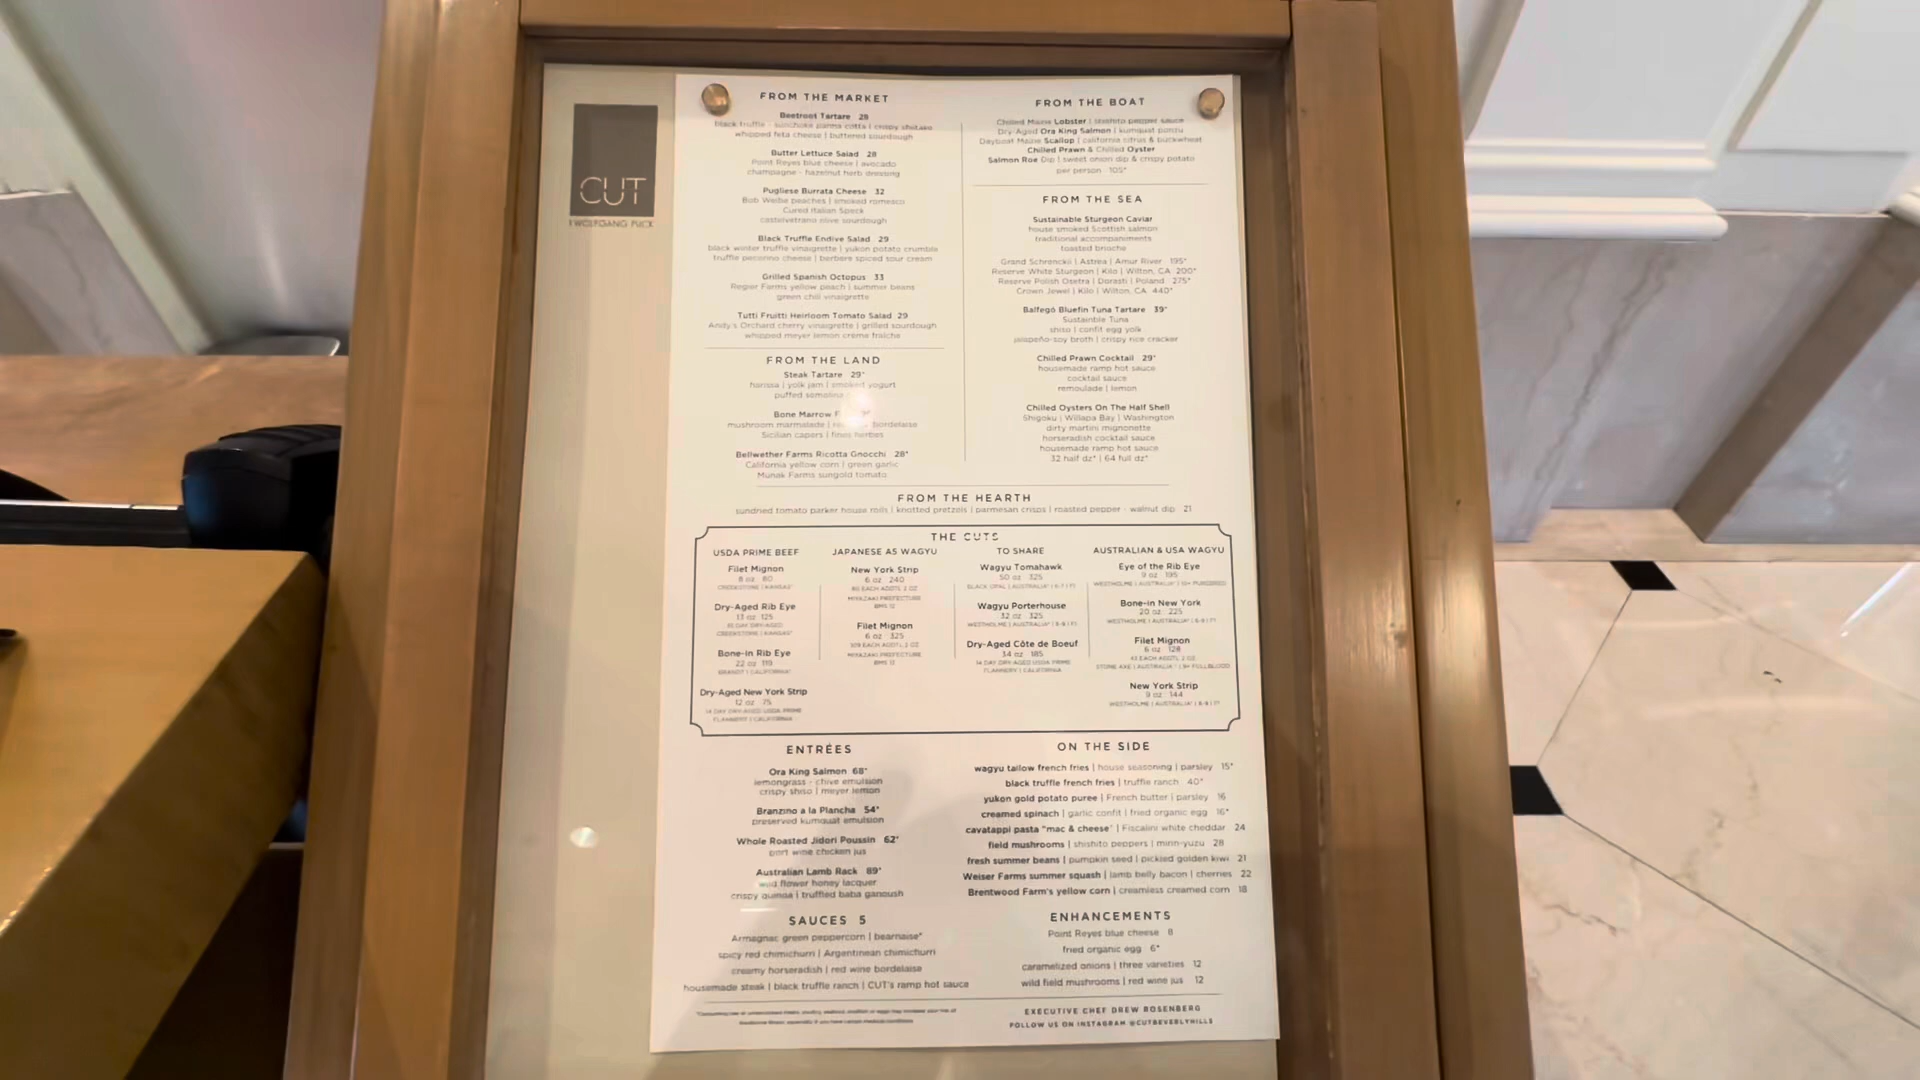 CUT
WOLFGANG PUCK
FROM THE MARKET
Beetroot Tartare 28
black truffle - sunchoke panna cotta | crispy shiitake
whipped feta cheese | buttered sourdough
Butter Lettuce Salad 28
Point Reyes blue cheese | avocado
champagne - hazelnut herb dressing
Pugliese Burrata Cheese 32
Bob Weibe peaches | smoked romesco
Cured Italian Speck
castelvetrano olive sourdough
Black Truffle Endive Salad 29
black winter truffle vinaigrette | yukon potato crumble
truffle pecorino cheese | berbere spiced sour cream
Grilled Spanish Octopus 33
Regier Farms yellow peach | summer beans
green chili vinaigrette
Tutti Fruitti Heirloom Tomato Salad 29
Andy's Orchard cherry vinaigrette | grilled sourdough
whipped meyer lemon crème fraîche
FROM THE LAND
Steak Tartare 29*
harissa | yolk jam | smoked yogurt
puffed semolina
Bone Marrow
mushroom marmalade | bordelaise
Sicilian capers | fines herbes
Bellwether Farms Ricotta Gnocchi 28*
California yellow corn | green garlic
Munak Farms sungold tomato
FROM THE BOAT
Chilled Maine Lobster | shishito pepper sauce
Dry-Aged Ora King Salmon | kumquat ponzu
Dayboat Maine Scallop | california citrus & buckwheat
Chilled Prawn & Chilled Oyster
Salmon Roe Dip | sweet onion dip & crispy potato
per person 105*
FROM THE SEA
Sustainable Sturgeon Caviar
house smoked Scottish salmon
traditional accompaniments
toasted brioche
Grand Schrenckii | Astrea | Amur River 195*
Reserve White Sturgeon | Kilo | Wilton, CA 200*
Reserve Polish Osetra | Dorasti | Poland 275*
Crown Jewel | Kilo | Wilton, CA 440*
Balfegó Bluefin Tuna Tartare 39*
Sustainble Tuna
shiso | confit egg yolk
jalapeño-soy broth | crispy rice cracker
Chilled Prawn Cocktail 29*
housemade ramp hot sauce
cocktail sauce
remoulade | lemon
Chilled Oysters On The Half Shell
Shigoku | Willapa Bay | Washington
dirty martini mignonette
horseradish cocktail sauce
housemade ramp hot sauce
32 half dz* | 64 full dz*
FROM THE HEARTH
sundried tomato parker house rolls | knotted pretzels | parmesan crisps | roasted pepper - walnut dip 21
THE CUTS
USDA PRIME BEEF
Filet Mignon
8 oz 80
CREEKSTONE | KANSAS*
Dry-Aged Rib Eye
13 oz 125
DAY DRY-AGED
CREEKSTONE | KANSAS*
Bone-In Rib Eye
22 oz 119
BRANDT | CALIFORNIA*
Dry-Aged New York Strip
12 oz 75
14 DAY DRY-AGED USDA PRIME
FLANNERY | CALIFORNIA
JAPANESE A5 WAGYU
New York Strip
6 oz 240
80 EACH ADDTL 2 OZ
MIYAZAKI PREFECTURE
BMS 12
Filet Mignon
6 oz 325
109 EACH ADDTL 2 OZ
MIYAZAKI PREFECTURE
BMS 12
TO SHARE
Wagyu Tomahawk
50 oz 325
BLACK OPAL | AUSTRALIA* | 6-7 | F1
Wagyu Porterhouse
32 oz 325
WESTHOLME | AUSTRALIA* | 8-9 | F1
Dry-Aged Côte de Boeuf
34 oz 185
14 DAY DRY-AGED USDA PRIME
FLANNERY | CALIFORNIA
AUSTRALIAN & USA WAGYU
Eye of the Rib Eye
9 oz 195
WESTHOLME | AUSTRALIA* | 10+ PUREBRED
Bone-in New York
20 oz 225
WESTHOLME | AUSTRALIA* | 8-9 | F1
Filet Mignon
6 oz 128
43 EACH ADDTL 2 OZ
STONE AXE | AUSTRALIA* | 9+ FULLBLOOD
New York Strip
9 oz 144
WESTHOLME | AUSTRALIA* | 8-9 | F1
ENTRÉES
Ora King Salmon 68*
lemongrass - chive emulsion
crispy shiso | meyer lemon
Branzino a la Plancha 54*
preserved kumquat emulsion
Whole Roasted Jidori Poussin 62*
port wine chicken jus
Australian Lamb Rack 89*
wild flower honey lacquer
crispy quinoa | truffled baba ganoush
SAUCES 5
Armagnac green peppercorn | bearnaise*
spicy red chimichurri | Argentinean chimichurri
creamy horseradish | red wine bordelaise
housemade steak | black truffle ranch | CUT's ramp hot sauce
ON THE SIDE
wagyu tallow french fries | house seasoning | parsley 15*
black truffle french fries | truffle ranch 40*
yukon gold potato puree | French butter | parsley 16
creamed spinach | garlic confit | fried organic egg 16*
cavatappi pasta "mac & cheese" | Fiscalini white cheddar 24
field mushrooms | shishito peppers | mirin-yuzu 28
fresh summer beans | pumpkin seed | pickled golden kiwi 21
Weiser Farms summer squash | lamb belly bacon | cherries 22
Brentwood Farm's yellow corn | creamless creamed corn 18
ENHANCEMENTS
Point Reyes blue cheese 8
fried organic egg 6*
caramelized onions | three varieties 12
wild field mushrooms | red wine jus 12
*Consuming raw or undercooked meats, poultry, seafood, shellfish or eggs may increase your risk of
foodborne illness, especially if you have certain medical conditions
EXECUTIVE CHEF DREW ROSENBERG
FOLLOW US ON INSTAGRAM @CUTBEVERLYHILLS